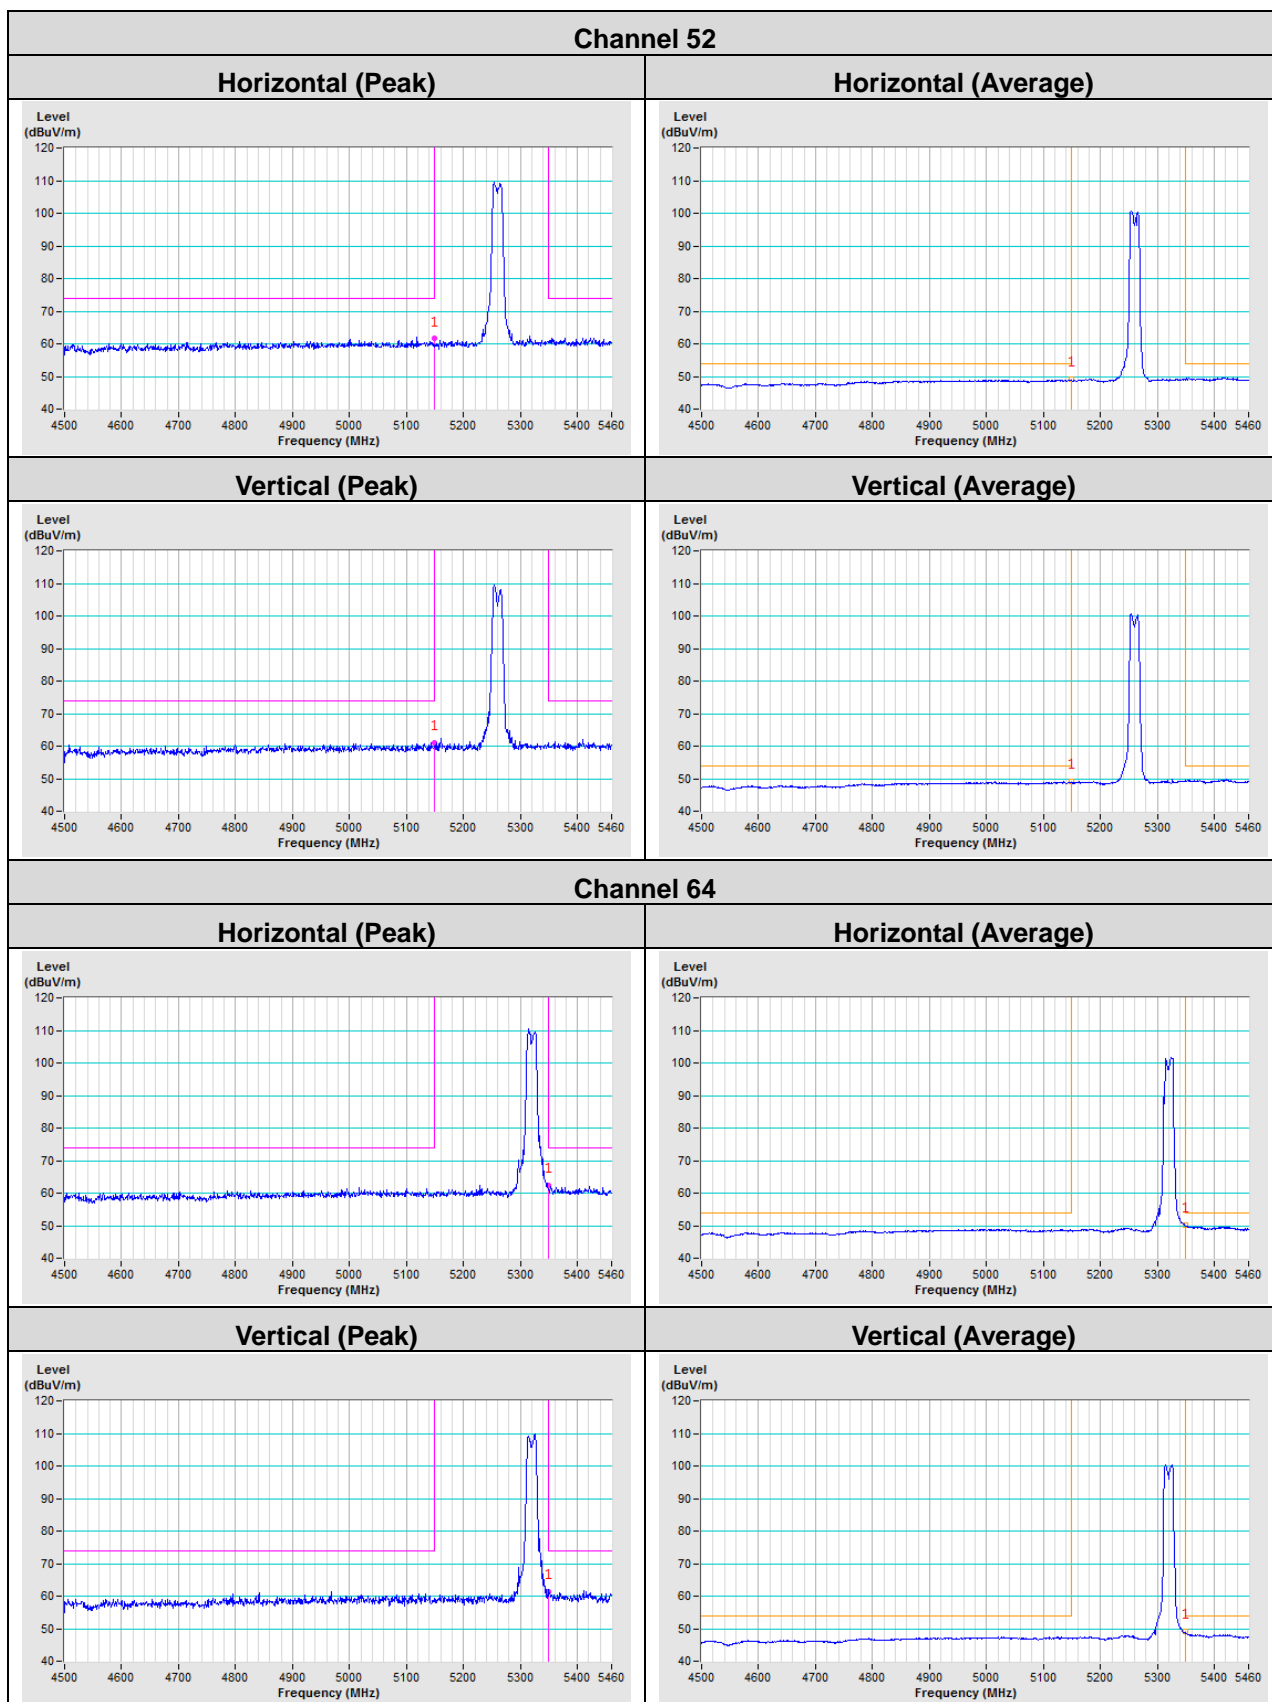 Channel 52
Horizontal (Peak) Horizontal (Average)
Level Level
(dBuV/m) (dBuV/m)
120 120
110 110
100 100
90 90
80 80
70 70
1
60 60
1
50 50
40 40
4500 4600 4700 4800 4900 5000 5100 5200 5300 5400 5460 4500 4600 4700 4800 4900 5000 5100 5200 5300 5400 5460
Frequency (MHz) Frequency (MHz)
Vertical (Peak) Vertical (Average)
Level Level
(dBuV/m) (dBuV/m)
120 120
110 110
100 100
90 90
80 80
70 70
1
60 60
1
50 50
40 40
4500 4600 4700 4800 4900 5000 5100 5200 5300 5400 5460 4500 4600 4700 4800 4900 5000 5100 5200 5300 5400 5460
Frequency (MHz) Frequency (MHz)
Channel 64
Horizontal (Peak) Horizontal (Average)
Level Level
(dBuV/m) (dBuV/m)
120 120
110 110
100 100
90 90
80 80
70 70
1
60 60
1
50 50
40 40
4500 4600 4700 4800 4900 5000 5100 5200 5300 5400 5460 4500 4600 4700 4800 4900 5000 5100 5200 5300 5400 5460
Frequency (MHz) Frequency (MHz)
Vertical (Peak) Vertical (Average)
Level Level
(dBuV/m) (dBuV/m)
120 120
110 110
100 100
90 90
80 80
70 70
1
60 60
1
50 50
40 40
4500 4600 4700 4800 4900 5000 5100 5200 5300 5400 5460 4500 4600 4700 4800 4900 5000 5100 5200 5300 5400 5460
Frequency (MHz) Frequency (MHz)